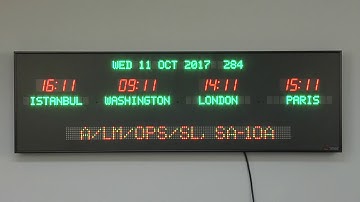 WED 11 OCT 2017 284
16:11 09:11 14:11 15:11
ISTANBUL WASHINGTON LONDON PARIS
A/LM/OPS/SL, SA-10A